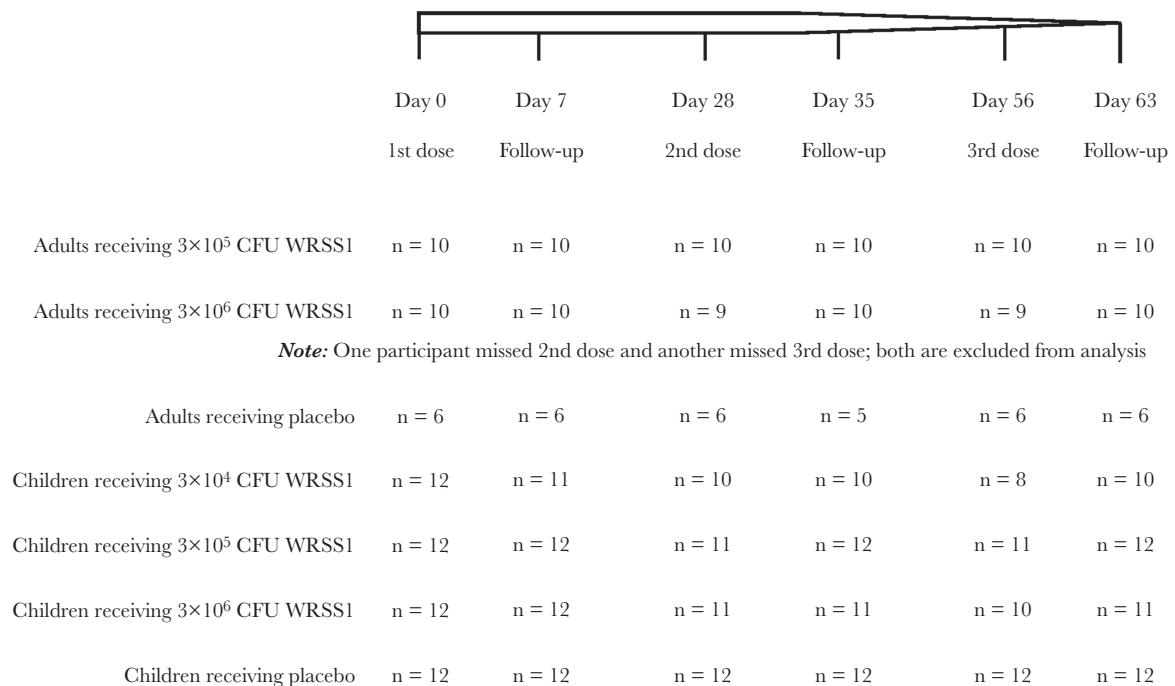 Day 0 Day 7 Day 28 Day 35 Day 56 Day 63
1st dose Follow-up 2nd dose Follow-up 3rd dose Follow-up
Adults receiving 3×10⁵ CFU WRSS1 n = 10 n = 10 n = 10 n = 10 n = 10 n = 10
Adults receiving 3×10⁶ CFU WRSS1 n = 10 n = 10 n = 9 n = 10 n = 9 n = 10
Note: One participant missed 2nd dose and another missed 3rd dose; both are excluded from analysis
Adults receiving placebo n = 6 n = 6 n = 6 n = 5 n = 6 n = 6
Children receiving 3×10⁴ CFU WRSS1 n = 12 n = 11 n = 10 n = 10 n = 8 n = 10
Children receiving 3×10⁵ CFU WRSS1 n = 12 n = 12 n = 11 n = 12 n = 11 n = 12
Children receiving 3×10⁶ CFU WRSS1 n = 12 n = 12 n = 11 n = 11 n = 10 n = 11
Children receiving placebo n = 12 n = 12 n = 12 n = 12 n = 12 n = 12